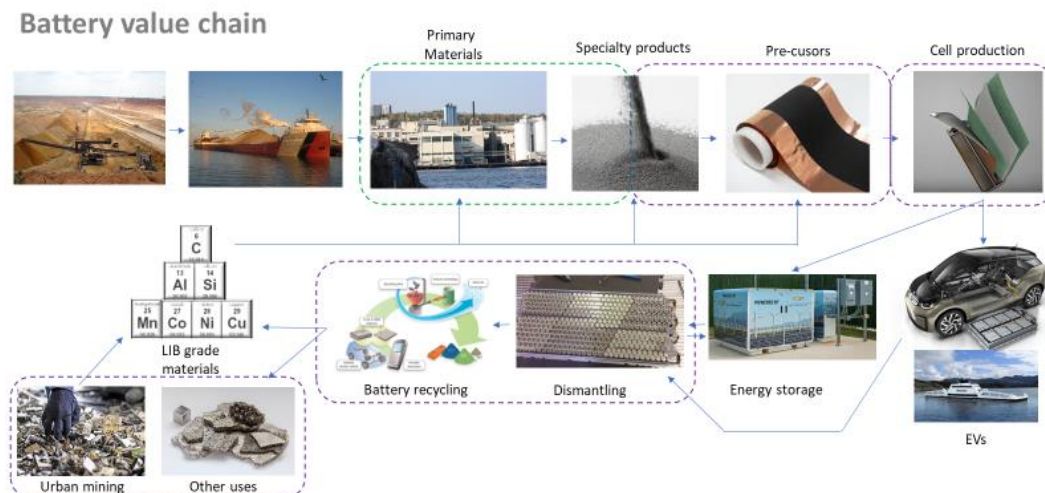 Battery value chain
Primary
Materials
Specialty products
Pre-cusors
Cell production
6
C
13
Al
14
Si
25
Mn
27
Co
28
Ni
29
Cu
LIB grade
materials
Battery recycling
Dismantling
Energy storage
EVs
Urban mining
Other uses